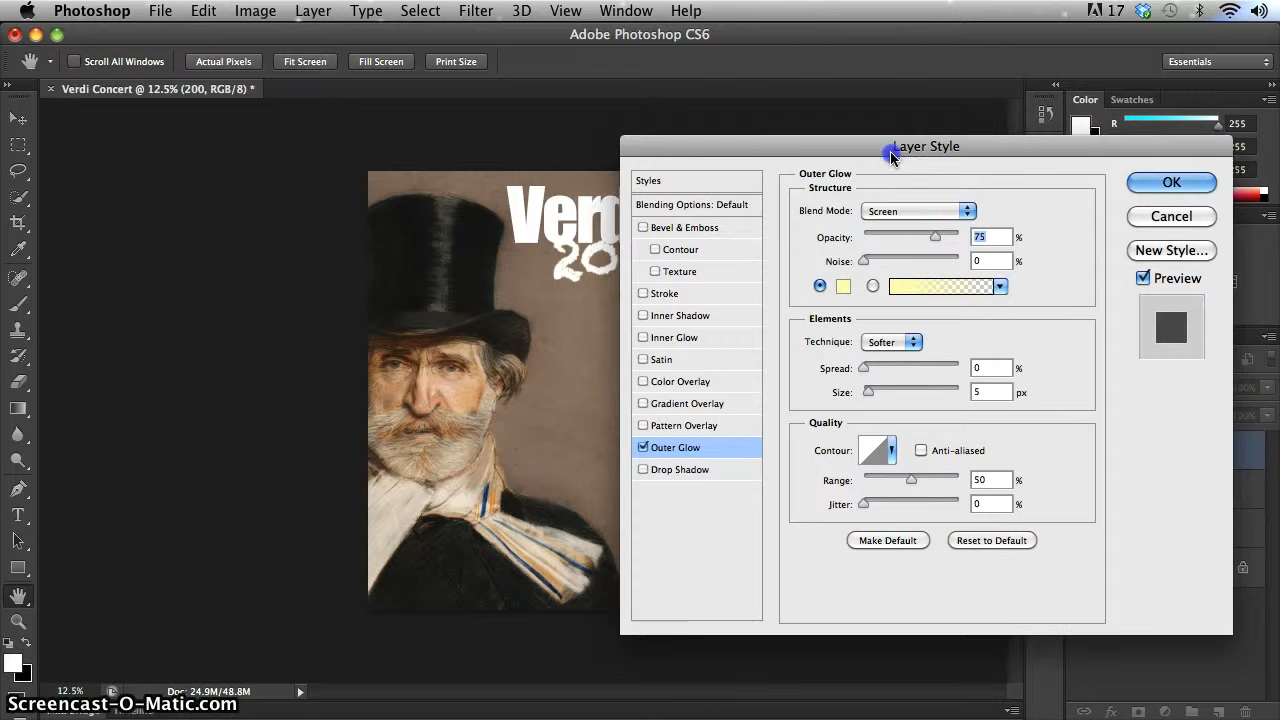 Photoshop File Edit Image Layer Type Select Filter 3D View Window Help 17
Adobe Photoshop CS6
Scroll All Windows Actual Pixels Fit Screen Fill Screen Print Size Essentials
Verdi Concert @ 12.5% (200, RGB/8) *
Color Swatches
R 255
Layer Style
Styles
Blending Options: Default
Bevel & Emboss
Contour
Texture
Stroke
Inner Shadow
Inner Glow
Satin
Color Overlay
Gradient Overlay
Pattern Overlay
Outer Glow
Drop Shadow
Outer Glow
Structure
Blend Mode: Screen
Opacity: 75 %
Noise: 0 %
Elements
Technique: Softer
Spread: 0 %
Size: 5 px
Quality
Contour: Anti-aliased
Range: 50 %
Jitter: 0 %
Make Default Reset to Default
OK
Cancel
New Style...
Preview
255
255
Ver
20
12.5% Doc: 24.9M/48.8M
Screencast-O-Matic.com